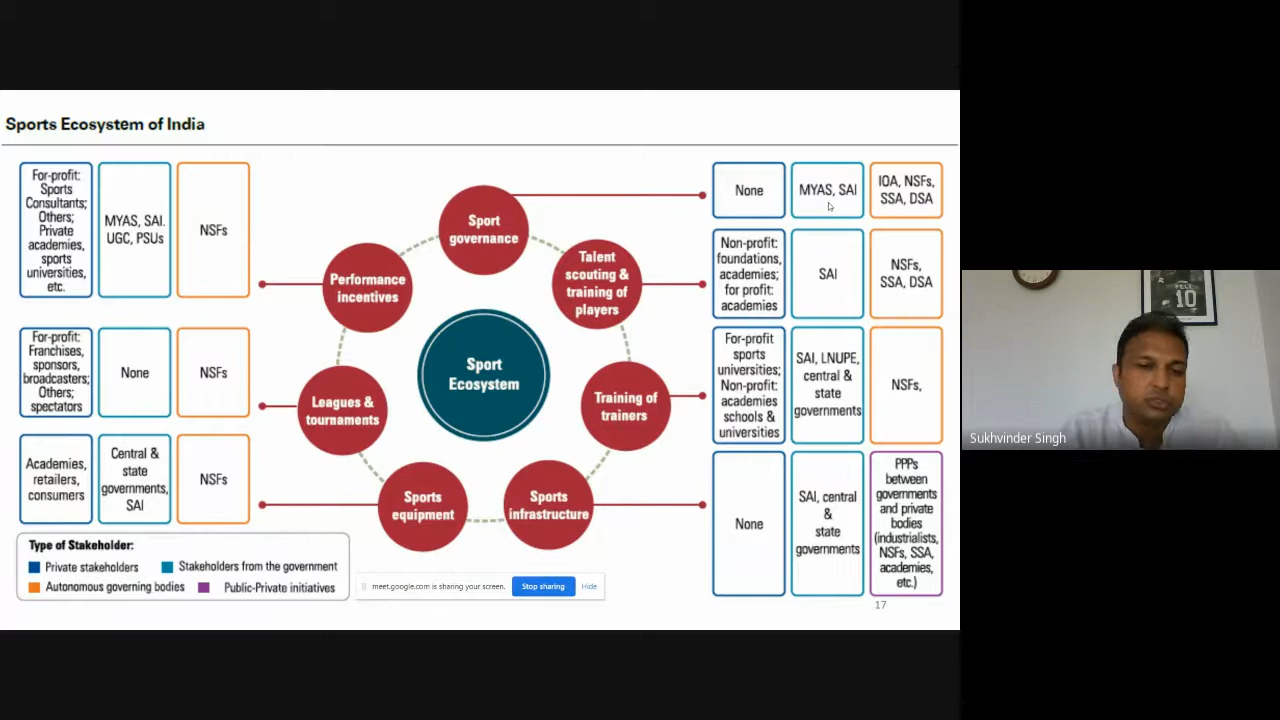 Sports Ecosystem of India
For-profit:
Sports
Consultants;
Others;
Private
academies,
sports
universities,
etc.
MYAS, SAI.
UGC, PSUs
NSFs
For-profit:
Franchises,
sponsors,
broadcasters;
Others;
spectators
None
NSFs
Academies,
retailers,
consumers
Central &
state
governments,
SAI
NSFs
Sport
governance
Talent
scouting &
training of
players
Training of
trainers
Sports
infrastructure
Sports
equipment
Leagues &
tournaments
Performance
incentives
Sport
Ecosystem
None
MYAS, SAI
IOA, NSFs,
SSA, DSA
Non-profit:
foundations,
academies;
for profit:
academies
SAI
NSFs,
SSA, DSA
For-profit
sports
universities;
Non-profit:
academies
schools &
universities
SAI, LNUPE,
central &
state
governments
NSFs,
None
SAI, central
&
state
governments
PPPs
between
governments
and private
bodies
(industrialists,
NSFs, SSA,
academies,
etc.)
Type of Stakeholder:
Private stakeholders
Stakeholders from the government
Autonomous governing bodies
Public-Private initiatives
meet.google.com is sharing your screen.
Stop sharing
Hide
17
PELE
10
Sukhvinder Singh